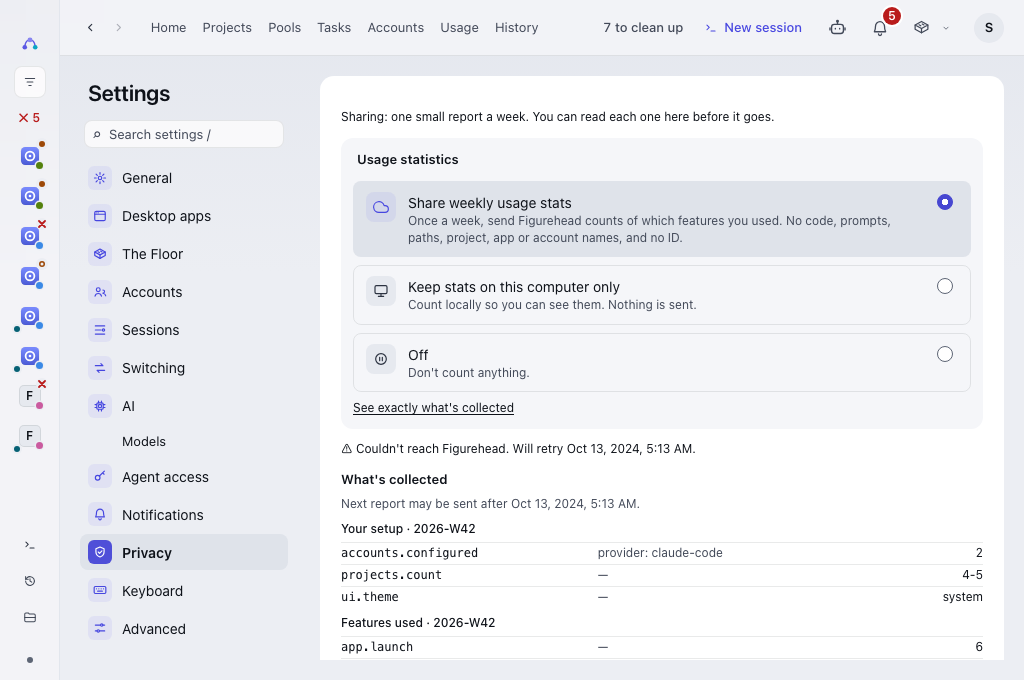 Home Projects Pools Tasks Accounts Usage History 7 to clean up New session 5 S
5
F
F
Settings
Search settings /
General
Desktop apps
The Floor
Accounts
Sessions
Switching
AI
Models
Agent access
Notifications
Privacy
Keyboard
Advanced
Sharing: one small report a week. You can read each one here before it goes.
Usage statistics
Share weekly usage stats
Once a week, send Figurehead counts of which features you used. No code, prompts,
paths, project, app or account names, and no ID.
Keep stats on this computer only
Count locally so you can see them. Nothing is sent.
Off
Don't count anything.
See exactly what's collected
Couldn't reach Figurehead. Will retry Oct 13, 2024, 5:13 AM.
What's collected
Next report may be sent after Oct 13, 2024, 5:13 AM.
Your setup · 2026-W42
accounts.configured provider: claude-code 2
projects.count — 4-5
ui.theme — system
Features used · 2026-W42
app.launch — 6